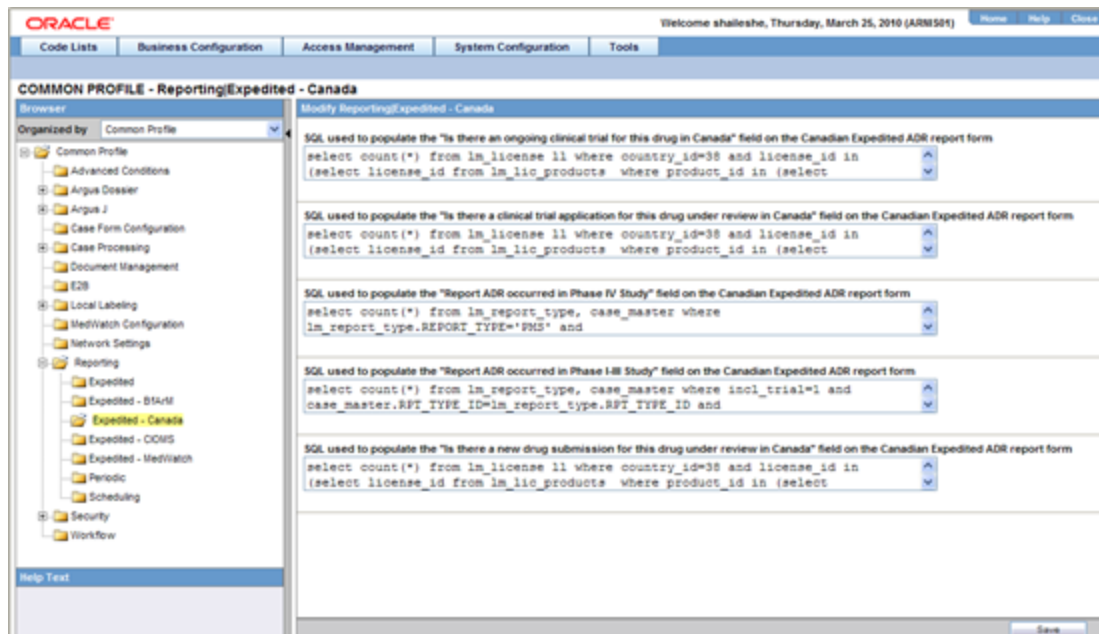 ORACLE
Welcome shaileshe, Thursday, March 25, 2010 (ARNIS01)
Home Help Close
Code Lists Business Configuration Access Management System Configuration Tools
COMMON PROFILE - Reporting|Expedited - Canada
Browser
Organized by Common Profile
Common Profile
Advanced Conditions
Argus Dossier
Argus J
Case Form Configuration
Case Processing
Document Management
E2B
Local Labeling
MedWatch Configuration
Network Settings
Reporting
Expedited
Expedited - BfArM
Expedited - Canada
Expedited - CIOMS
Expedited - MedWatch
Periodic
Scheduling
Security
Workflow
Help Text
Modify Reporting|Expedited - Canada
SQL used to populate the "Is there an ongoing clinical trial for this drug in Canada" field on the Canadian Expedited ADR report form
select count(*) from lm_license ll where country_id=38 and license_id in
(select license_id from lm_lic_products where product_id in (select
SQL used to populate the "Is there a clinical trial application for this drug under review in Canada" field on the Canadian Expedited ADR report form
select count(*) from lm_license ll where country_id=38 and license_id in
(select license_id from lm_lic_products where product_id in (select
SQL used to populate the "Report ADR occurred in Phase IV Study" field on the Canadian Expedited ADR report form
select count(*) from lm_report_type, case_master where
lm_report_type.REPORT_TYPE='PMS' and
SQL used to populate the "Report ADR occurred in Phase I-III Study" field on the Canadian Expedited ADR report form
select count(*) from lm_report_type, case_master where incl_trial=1 and
case_master.RPT_TYPE_ID=lm_report_type.RPT_TYPE_ID and
SQL used to populate the "Is there a new drug submission for this drug under review in Canada" field on the Canadian Expedited ADR report form
select count(*) from lm_license ll where country_id=38 and license_id in
(select license_id from lm_lic_products where product_id in (select
Save